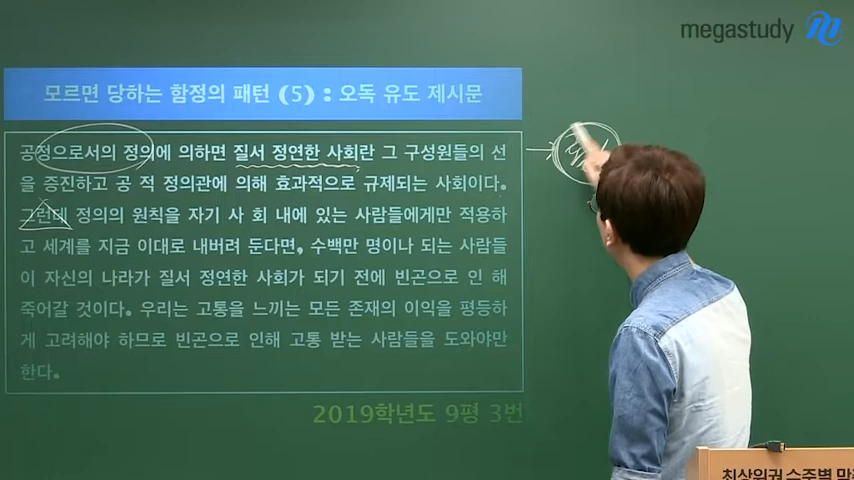 megastudy
모르면 당하는 함정의 패턴 (5) : 오독 유도 제시문
공정으로서의 정의에 의하면 질서 정연한 사회란 그 구성원들의 선
을 증진하고 공 적 정의관에 의해 효과적으로 규제되는 사회이다.
그런데 정의의 원칙을 자기 사 회 내에 있는 사람들에게만 적용하
고 세계를 지금 이대로 내버려 둔다면, 수백만 명이나 되는 사람들
이 자신의 나라가 질서 정연한 사회가 되기 전에 빈곤으로 인 해
죽어갈 것이다. 우리는 고통을 느끼는 모든 존재의 이익을 평등하
게 고려해야 하므로 빈곤으로 인해 고통 받는 사람들을 도와야만
한다.
2019학년도 9평 3번
최상위권 수준별